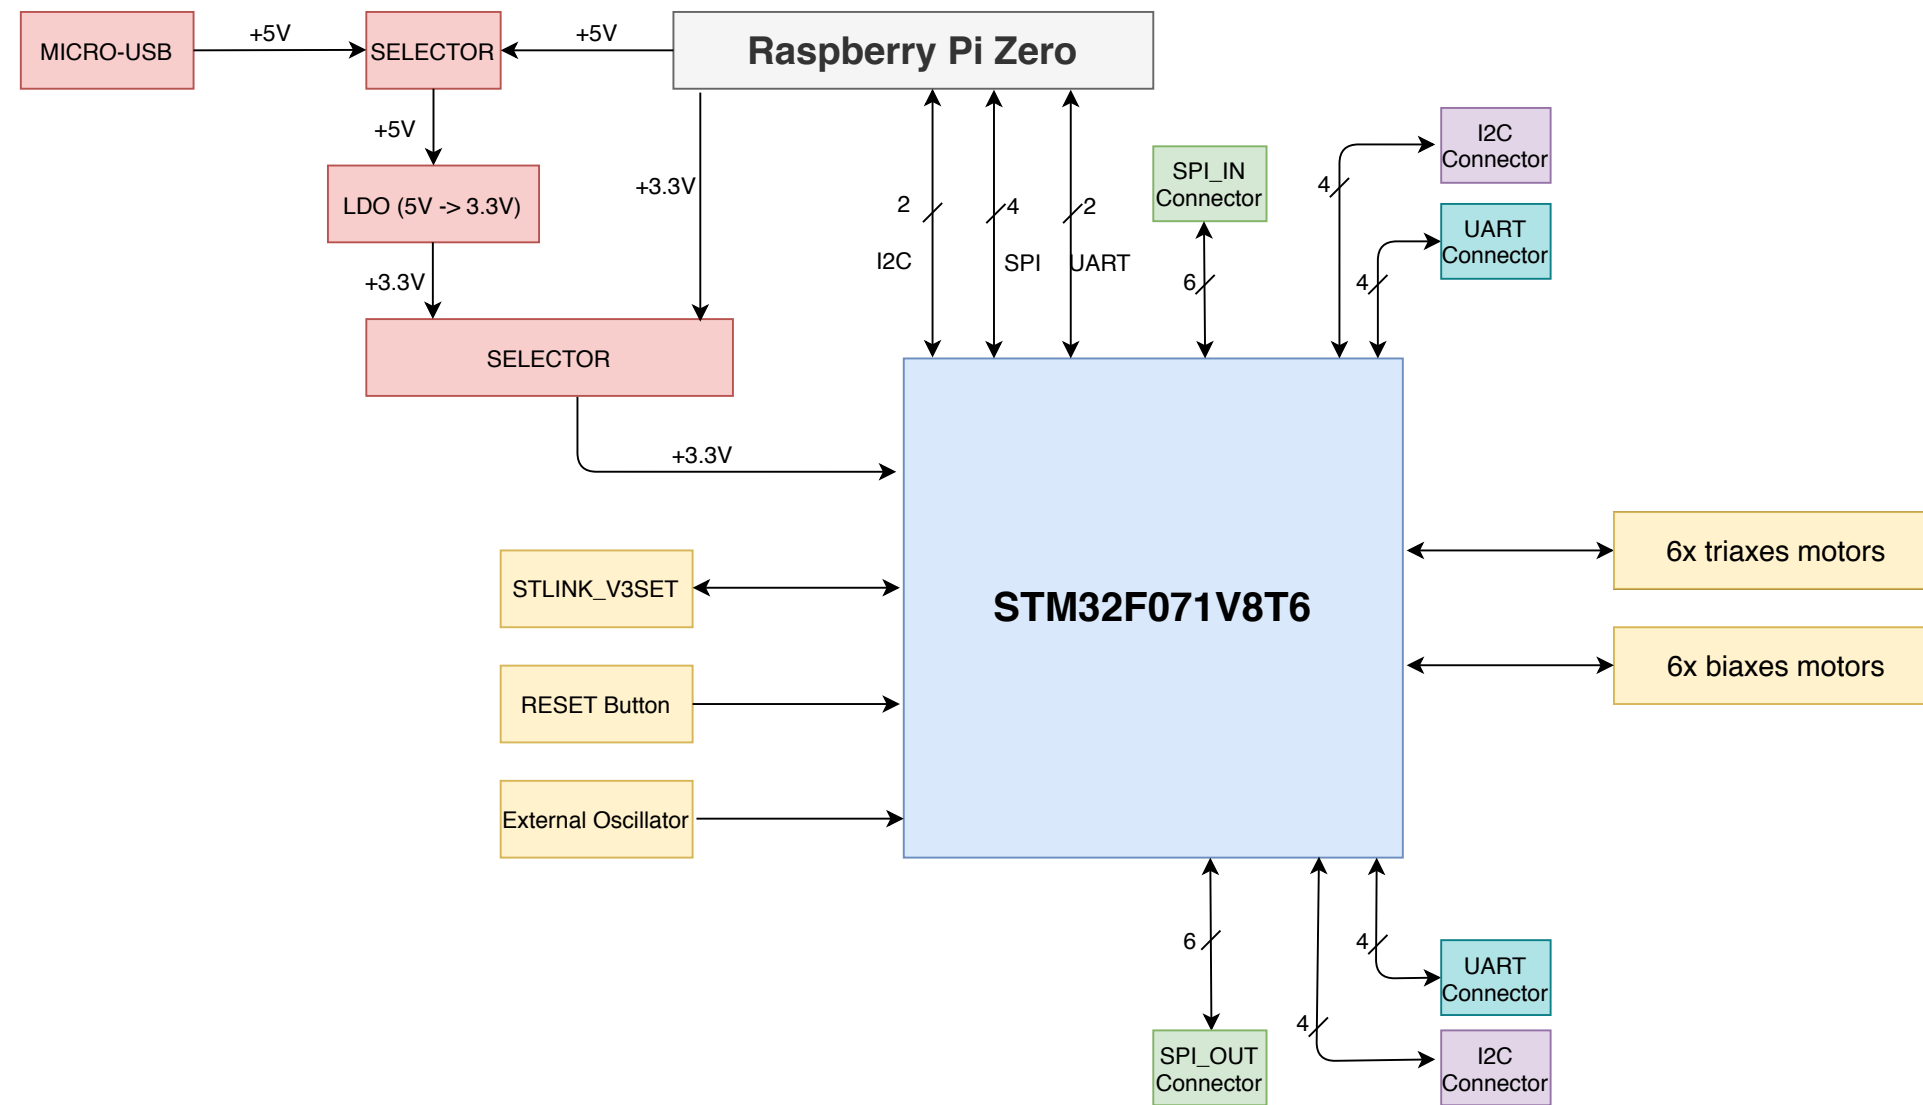 MICRO-USB
+5V
SELECTOR
+5V
Raspberry Pi Zero
+5V
LDO (5V -> 3.3V)
+3.3V
+3.3V
SELECTOR
+3.3V
2
I2C
4
SPI
2
UART
SPI_IN
Connector
6
4
I2C
Connector
4
UART
Connector
STM32F071V8T6
STLINK_V3SET
RESET Button
External Oscillator
6x triaxes motors
6x biaxes motors
6
SPI_OUT
Connector
4
UART
Connector
4
I2C
Connector